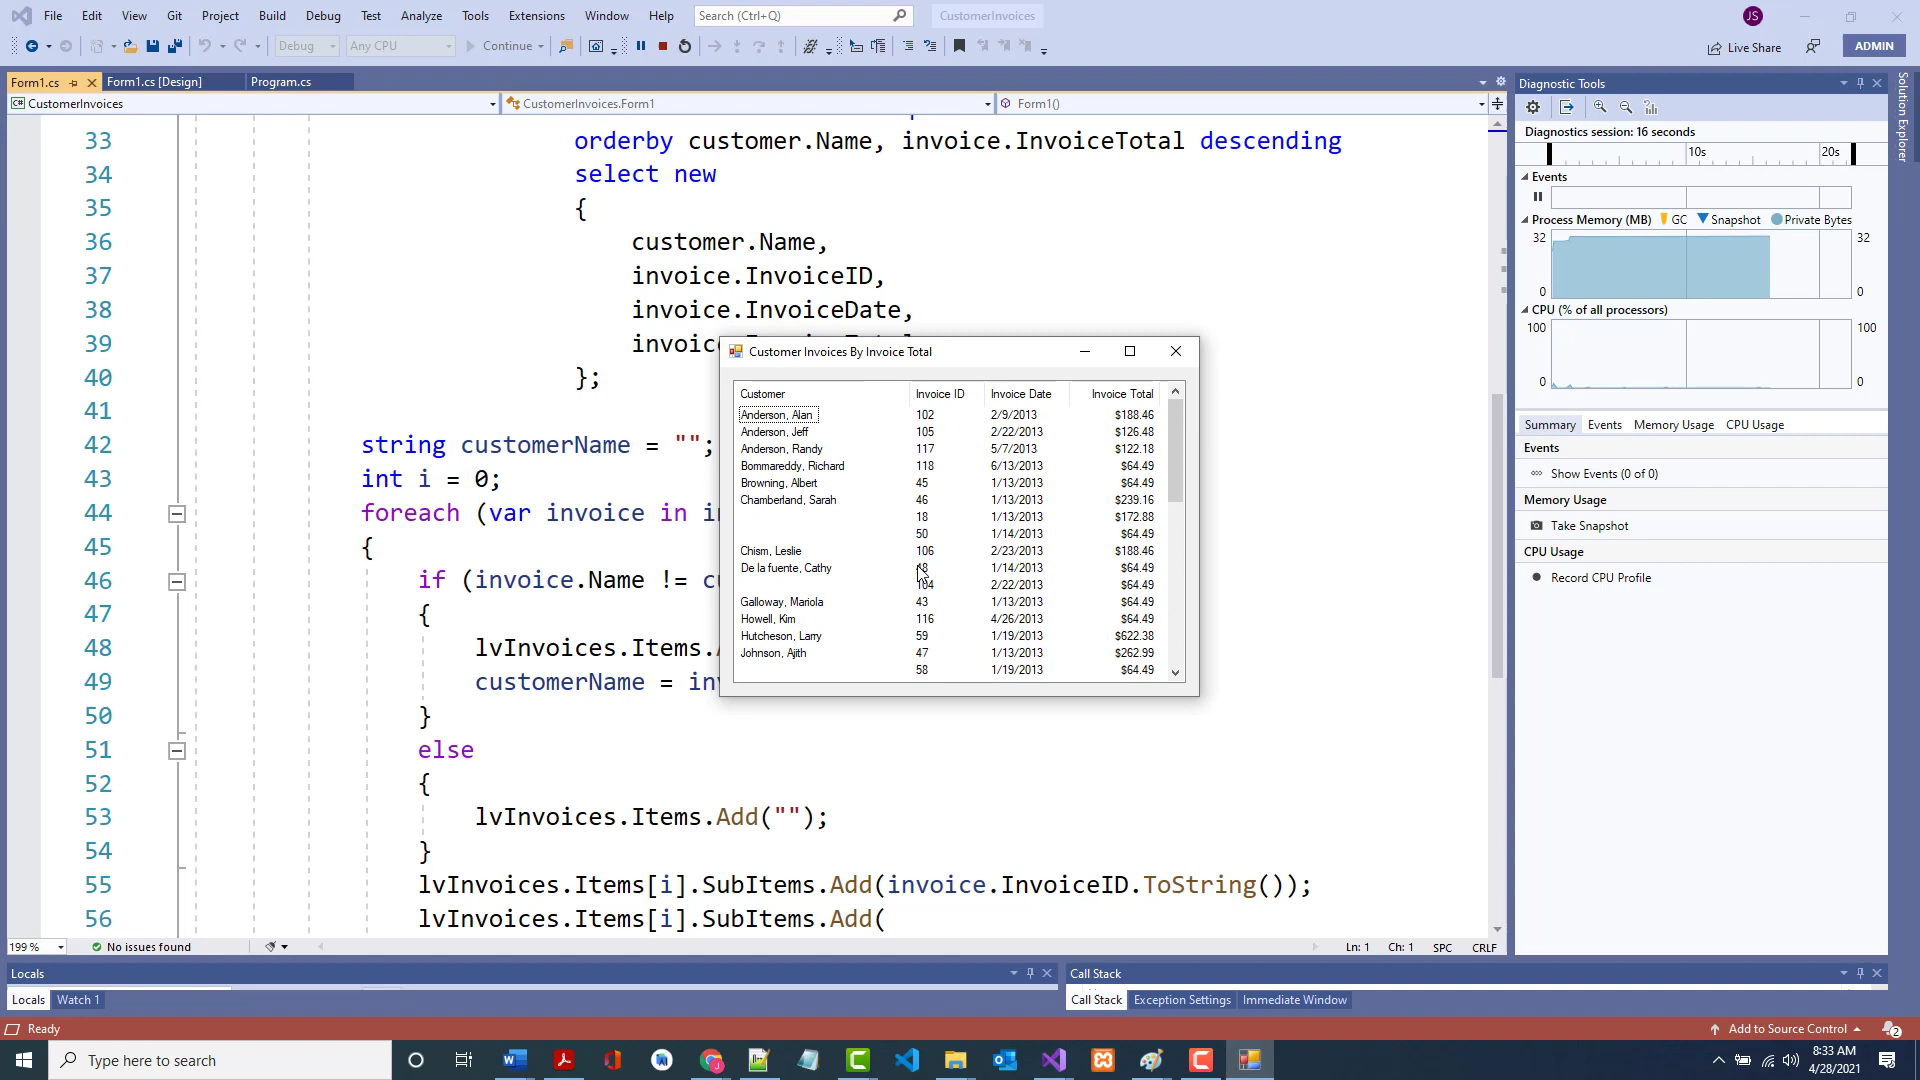 File Edit View Git Project Build Debug Test Analyze Tools Extensions Window Help Search (Ctrl+Q) CustomerInvoices JS
Debug Any CPU Continue Live Share ADMIN
Form1.cs Form1.cs [Design] Program.cs
C# CustomerInvoices CustomerInvoices.Form1 Form1()
33 orderby customer.Name, invoice.InvoiceTotal descending
34 select new
35 {
36 customer.Name,
37 invoice.InvoiceID,
38 invoice.InvoiceDate,
39
40 };
41
42 string customerName = "";
43 int i = 0;
44 foreach (var invoice in
45 {
46 if (invoice.Name !=
47 {
48 lvInvoices.Items.
49 customerName =
50 }
51 else
52 {
53 lvInvoices.Items.Add("");
54 }
55 lvInvoices.Items[i].SubItems.Add(invoice.InvoiceID.ToString());
56 lvInvoices.Items[i].SubItems.Add(
Customer Invoices By Invoice Total
Customer Invoice ID Invoice Date Invoice Total
Anderson, Alan 102 2/9/2013 $188.46
Anderson, Jeff 105 2/22/2013 $126.48
Anderson, Randy 117 5/7/2013 $122.18
Bommareddy, Richard 118 6/13/2013 $64.49
Browning, Albert 45 1/13/2013 $64.49
Chamberland, Sarah 46 1/13/2013 $239.16
18 1/13/2013 $172.88
50 1/14/2013 $64.49
Chism, Leslie 106 2/23/2013 $188.46
De la fuente, Cathy 1/14/2013 $64.49
104 2/22/2013 $64.49
Galloway, Mariola 43 1/13/2013 $64.49
Howell, Kim 116 4/26/2013 $64.49
Hutcheson, Larry 59 1/19/2013 $622.38
Johnson, Ajith 47 1/13/2013 $262.99
58 1/19/2013 $64.49
199 % No issues found Ln: 1 Ch: 1 SPC CRLF
Diagnostic Tools
Diagnostics session: 16 seconds
10s 20s
Events
Process Memory (MB) GC Snapshot Private Bytes
32 32
0 0
CPU (% of all processors)
100 100
0 0
Summary Events Memory Usage CPU Usage
Events
Show Events (0 of 0)
Memory Usage
Take Snapshot
CPU Usage
Record CPU Profile
Solution Explorer
Locals
Locals Watch 1
Call Stack
Call Stack Exception Settings Immediate Window
Ready Add to Source Control 2
Type here to search
8:33 AM
4/28/2021